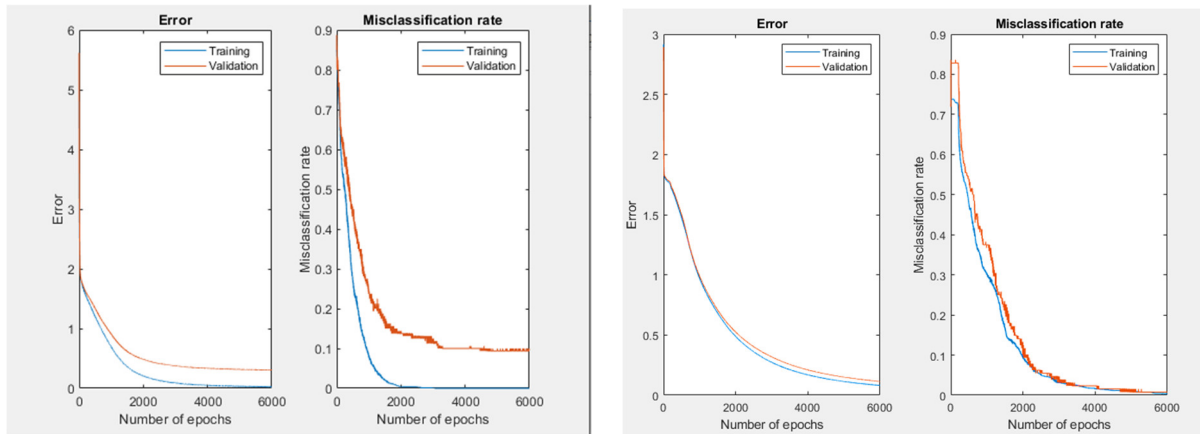 Error
6
5
4
3
2
1
0
0
2000
4000
6000
Error
Number of epochs
Training
Validation
Misclassification rate
0.9
0.8
0.7
0.6
0.5
0.4
0.3
0.2
0.1
0
0
2000
4000
6000
Misclassification rate
Number of epochs
Training
Validation
Error
3
2.5
2
1.5
1
0.5
0
0
2000
4000
6000
Error
Number of epochs
Training
Validation
Misclassification rate
0.9
0.8
0.7
0.6
0.5
0.4
0.3
0.2
0.1
0
0
2000
4000
6000
Misclassification rate
Number of epochs
Training
Validation